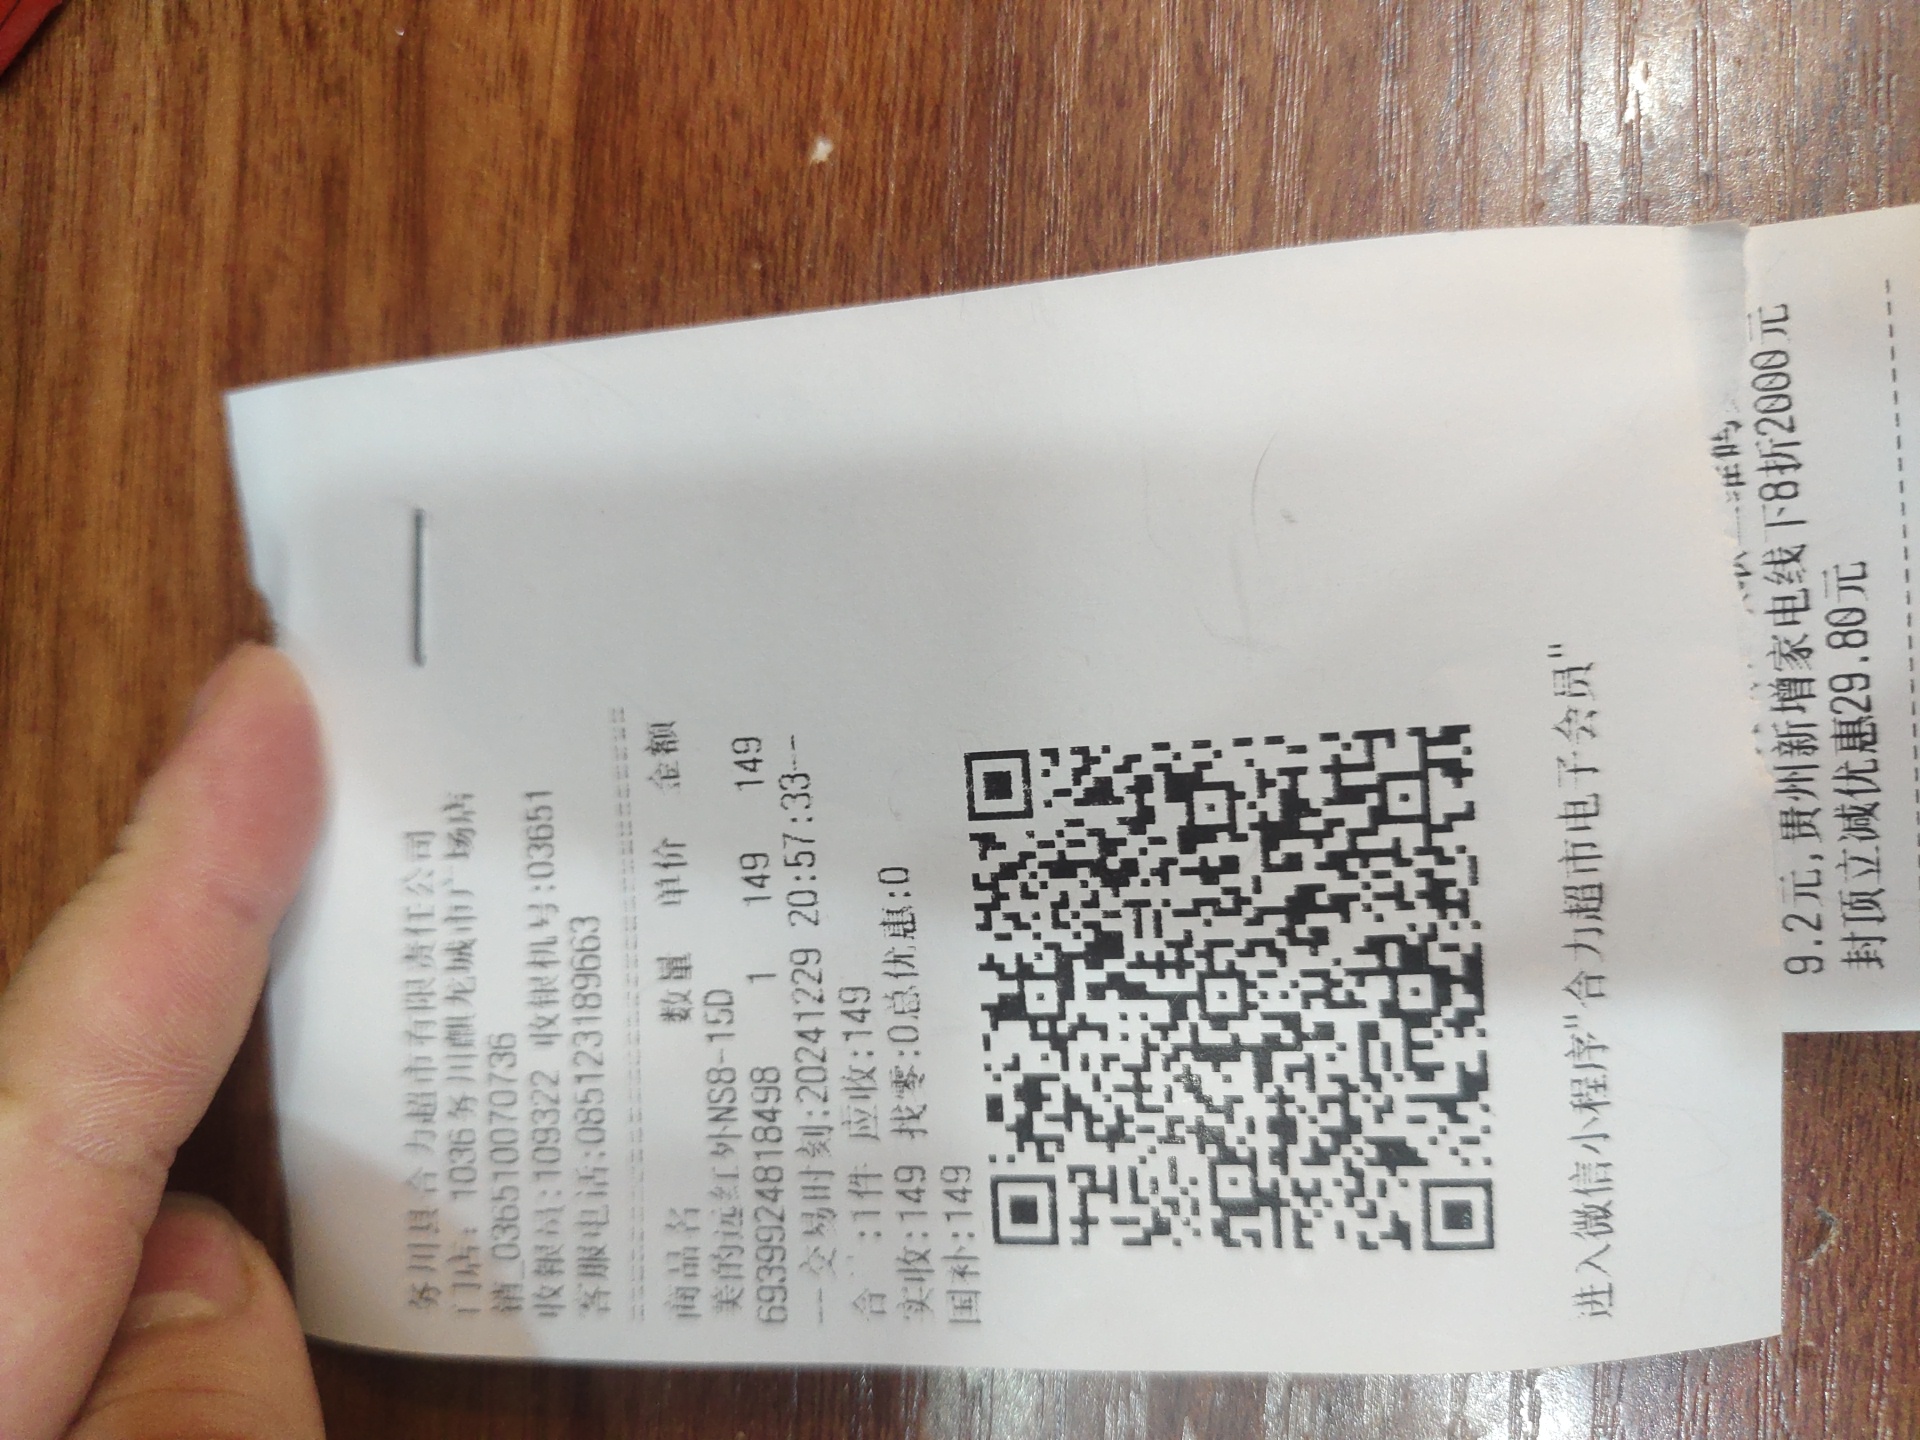 务川县合力超市有限责任公司
门店: 1036务川麒龙城市广场店
销_0365100070736
收银员:109322 收银机号:03651
客服电话:085123189663
商品名 数量 单价 金额
美的远红外NS8-15D
6939924818498 1 149 149
--交易时刻:20241229 20:57:33--
合 :1件 应收:149
实收:149 找零:0总优惠:0
国补:149
进入微信小程序"合力超市电子会员"
9.2元,贵州新增家电线下8折2000元
封顶立减优惠29.80元